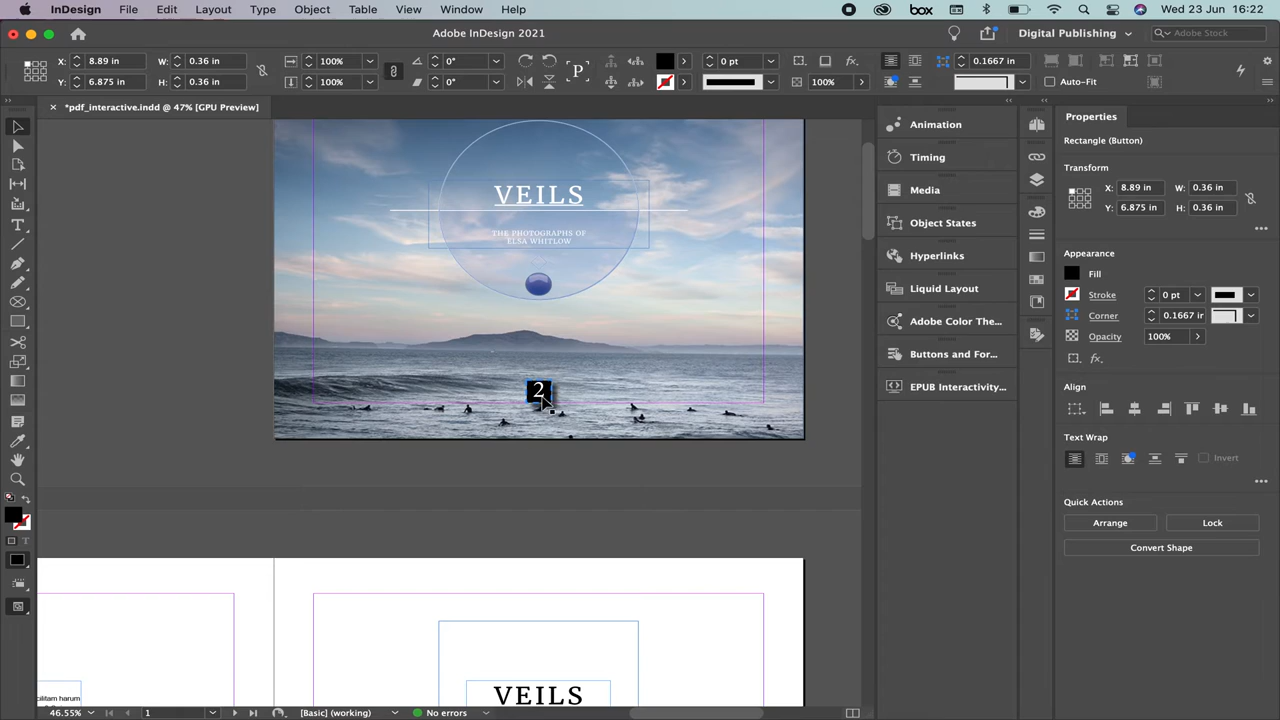 InDesign File Edit Layout Type Object Table View Window Help box Wed 23 Jun 16:22
Adobe InDesign 2021 Digital Publishing Adobe Stock
X: 8.89 in W: 0.36 in 100% 0° P 0 pt fx. 0.1667 in
Y: 6.875 in H: 0.36 in 100% 0° 100% Auto-Fit
*pdf_interactive.indd @ 47% [GPU Preview]
VEILS
THE PHOTOGRAPHS OF
ELSA WHITLOW
2
VEILS
cilitam harum
Animation
Timing
Media
Object States
Hyperlinks
Liquid Layout
Adobe Color The...
Buttons and For...
EPUB Interactivity...
Properties
Rectangle (Button)
Transform
X: 8.89 in W: 0.36 in
Y: 6.875 in H: 0.36 in
Appearance
Fill
Stroke 0 pt
Corner 0.1667 in
Opacity 100%
fx.
Align
Text Wrap
Invert
Quick Actions
Arrange Lock
Convert Shape
46.55% 1 [Basic] (working) No errors